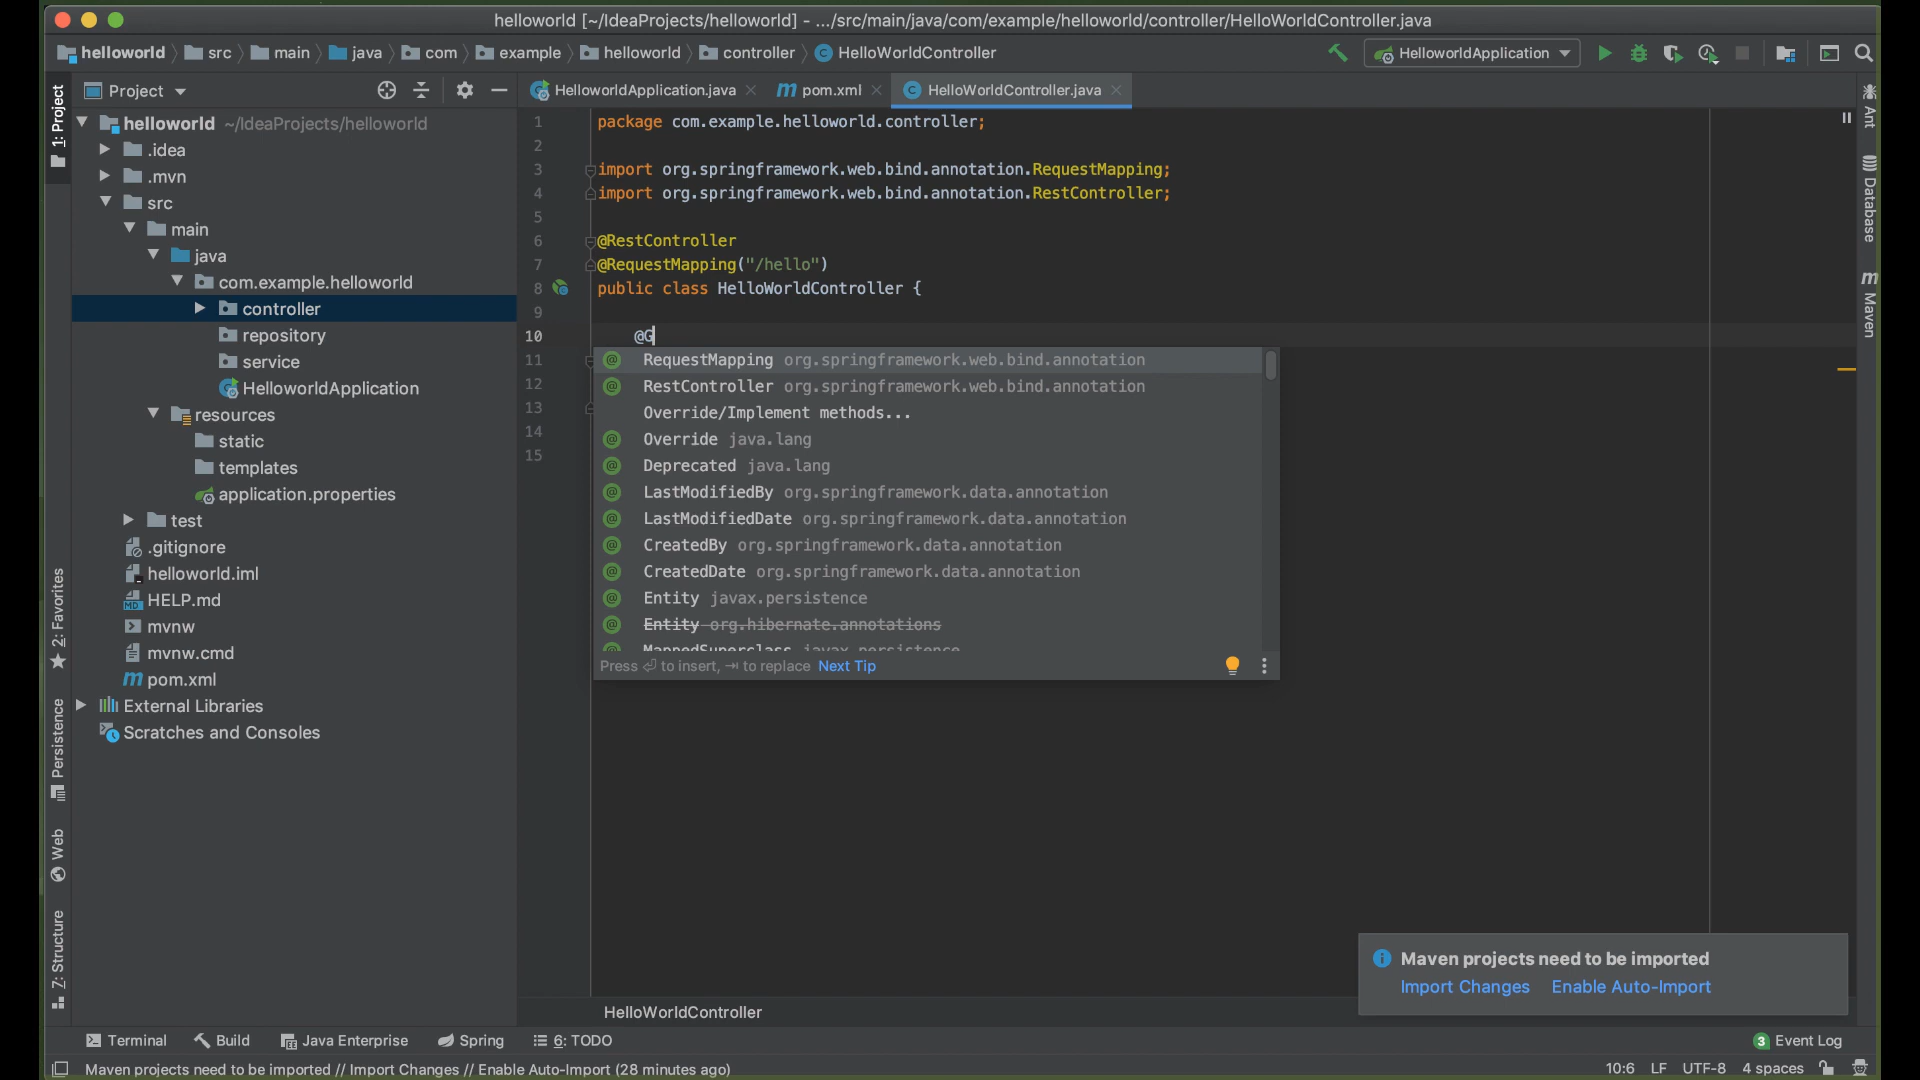 helloworld [~/IdeaProjects/helloworld] - .../src/main/java/com/example/helloworld/controller/HelloWorldController.java
helloworld src main java com example helloworld controller HelloWorldController HelloworldApplication
Project HelloworldApplication.java pom.xml HelloWorldController.java
1: Project
2: Favorites
Persistence
Web
7: Structure
helloworld ~/IdeaProjects/helloworld
.idea
.mvn
src
main
java
com.example.helloworld
controller
repository
service
HelloworldApplication
resources
static
templates
application.properties
test
.gitignore
helloworld.iml
HELP.md
mvnw
mvnw.cmd
pom.xml
External Libraries
Scratches and Consoles
1 package com.example.helloworld.controller;
2
3 import org.springframework.web.bind.annotation.RequestMapping;
4 import org.springframework.web.bind.annotation.RestController;
5
6 @RestController
7 @RequestMapping("/hello")
8 public class HelloWorldController {
9
10 @G
11
12
13
14
15
RequestMapping org.springframework.web.bind.annotation
RestController org.springframework.web.bind.annotation
Override/Implement methods...
Override java.lang
Deprecated java.lang
LastModifiedBy org.springframework.data.annotation
LastModifiedDate org.springframework.data.annotation
CreatedBy org.springframework.data.annotation
CreatedDate org.springframework.data.annotation
Entity javax.persistence
Entity org.hibernate.annotations
MappedSuperclass javax.persistence
Press ⏎ to insert, ⇥ to replace Next Tip
Ant
Database
Maven
Maven projects need to be imported
Import Changes Enable Auto-Import
HelloWorldController
Terminal Build Java Enterprise Spring 6: TODO 3 Event Log
Maven projects need to be imported // Import Changes // Enable Auto-Import (28 minutes ago) 10:6 LF UTF-8 4 spaces